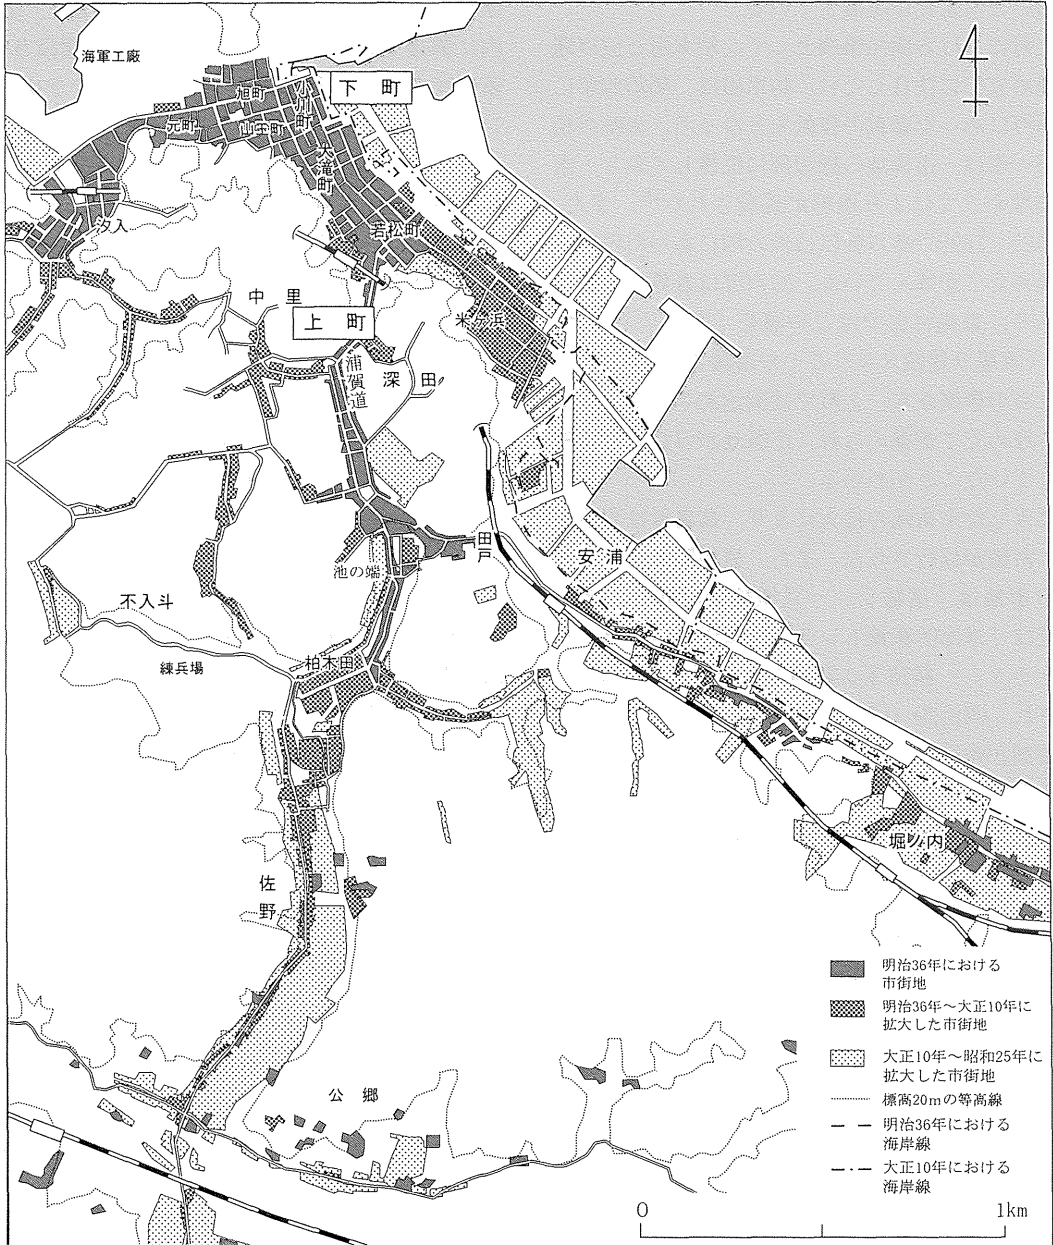 海軍工廠
下町
旭町
小川町
元町
山王町
大滝町
汐入
若松町
中里
上町
米ヶ浜
浦賀道
深田
田戸
安浦
池の端
不入斗
柏木田
練兵場
堀ノ内
佐野
公郷
明治36年における
市街地
明治36年〜大正10年に
拡大した市街地
大正10年〜昭和25年に
拡大した市街地
標高20mの等高線
明治36年における
海岸線
大正10年における
海岸線
0 1km